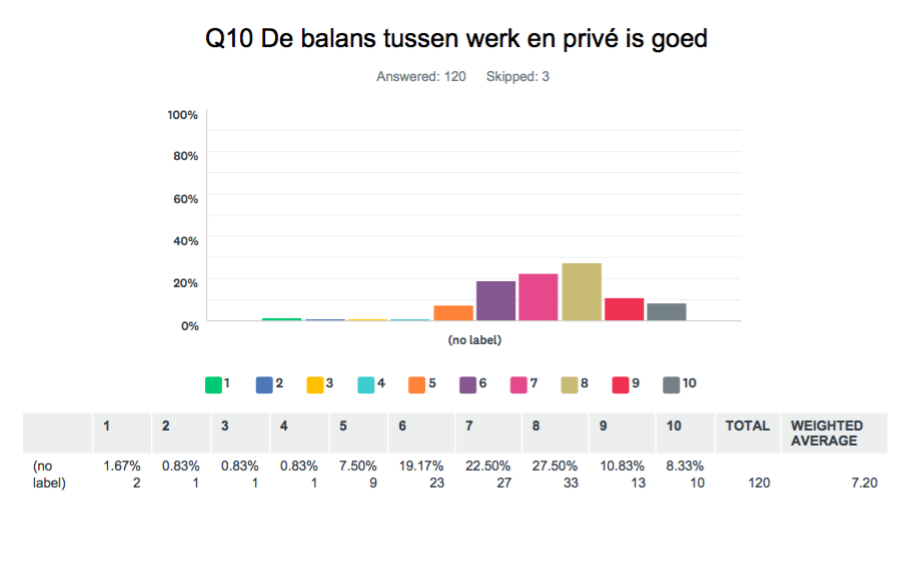 Q10 De balans tussen werk en privé is goed
Answered: 120 Skipped: 3
100%
80%
60%
40%
20%
0%
(no label)
1 2 3 4 5 6 7 8 9 10
1 2 3 4 5 6 7 8 9 10 TOTAL WEIGHTED
AVERAGE
(no 1.67% 0.83% 0.83% 0.83% 7.50% 19.17% 22.50% 27.50% 10.83% 8.33%
label) 2 1 1 1 9 23 27 33 13 10 120 7.20